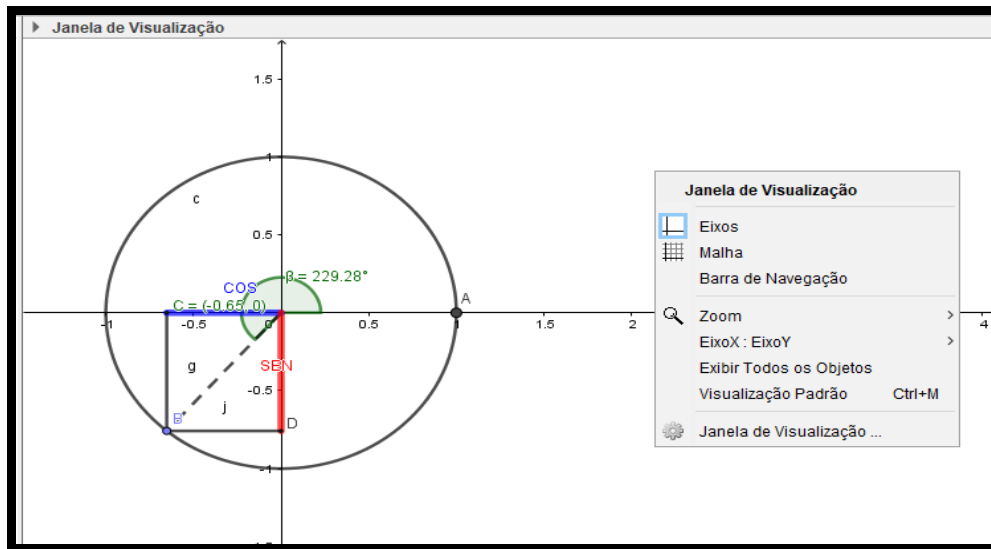 Janela de Visualização
1.5
1
c
0.5
β = 229.28°
COS
C = (-0.65, 0)
A
-1
-0.5
0
0.5
1
1.5
2
4
g
SEN
-0.5
j
B
D
-1
Janela de Visualização
Eixos
Malha
Barra de Navegação
Zoom
EixoX : EixoY
Exibir Todos os Objetos
Visualização Padrão Ctrl+M
Janela de Visualização ...